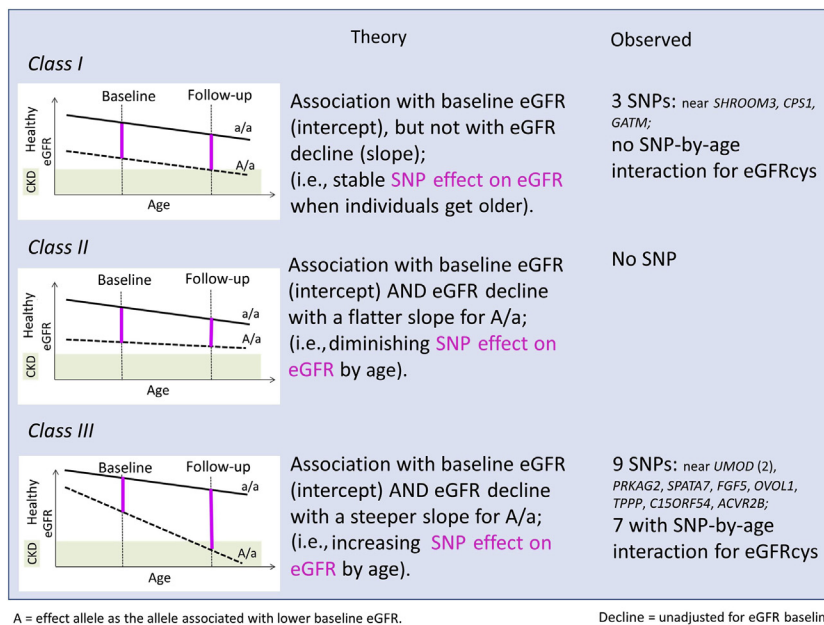 Theory
Observed
Class I
Healthy
eGFR
CKD
Baseline
Follow-up
a/a
A/a
Age
Association with baseline eGFR
(intercept), but not with eGFR
decline (slope);
(i.e., stable SNP effect on eGFR
when individuals get older).
3 SNPs: near SHROOM3, CPS1,
GATM;
no SNP-by-age
interaction for eGFRcys
Class II
Healthy
eGFR
CKD
Baseline
Follow-up
a/a
A/a
Age
Association with baseline eGFR
(intercept) AND eGFR decline
with a flatter slope for A/a;
(i.e., diminishing SNP effect on
eGFR by age).
No SNP
Class III
Healthy
eGFR
CKD
Baseline
Follow-up
a/a
A/a
Age
Association with baseline eGFR
(intercept) AND eGFR decline
with a steeper slope for A/a;
(i.e., increasing SNP effect on
eGFR by age).
9 SNPs: near UMOD (2),
PRKAG2, SPATA7, FGF5, OVOL1,
TPPP, C15ORF54, ACVR2B;
7 with SNP-by-age
interaction for eGFRcys
A = effect allele as the allele associated with lower baseline eGFR.
Decline = unadjusted for eGFR baselin